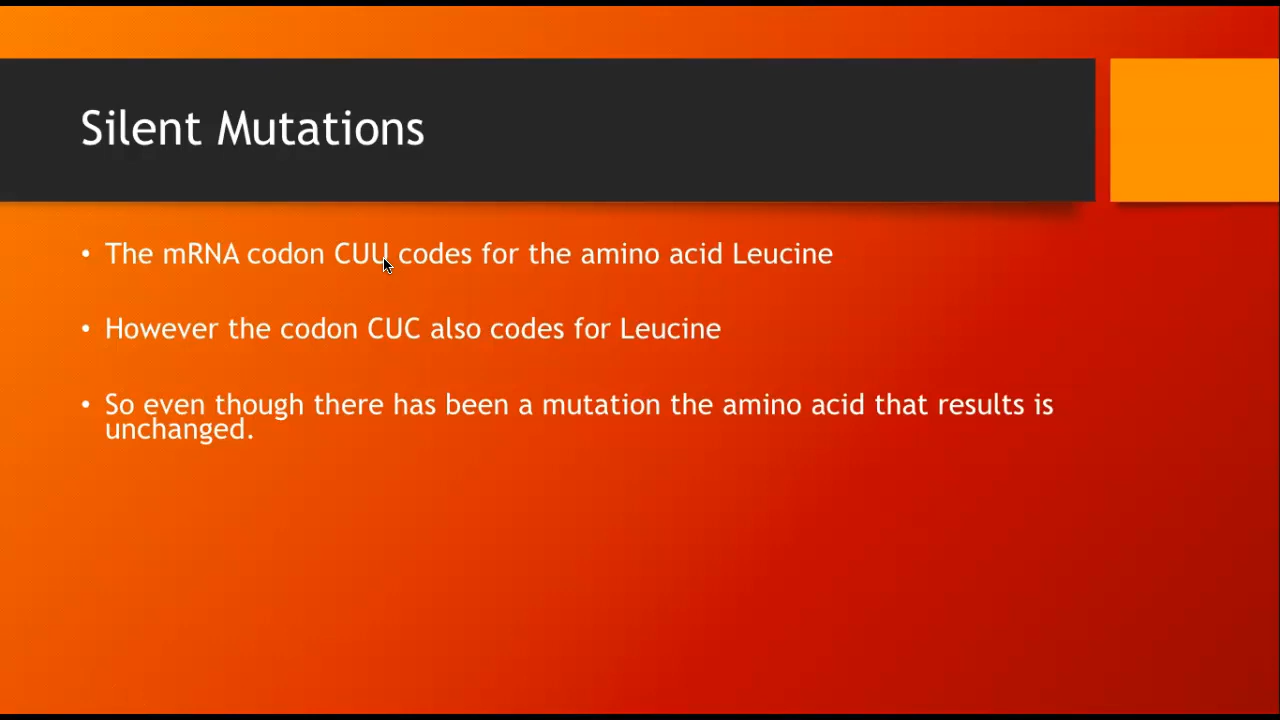 Silent Mutations
• The mRNA codon CUU codes for the amino acid Leucine
• However the codon CUC also codes for Leucine
• So even though there has been a mutation the amino acid that results is
unchanged.